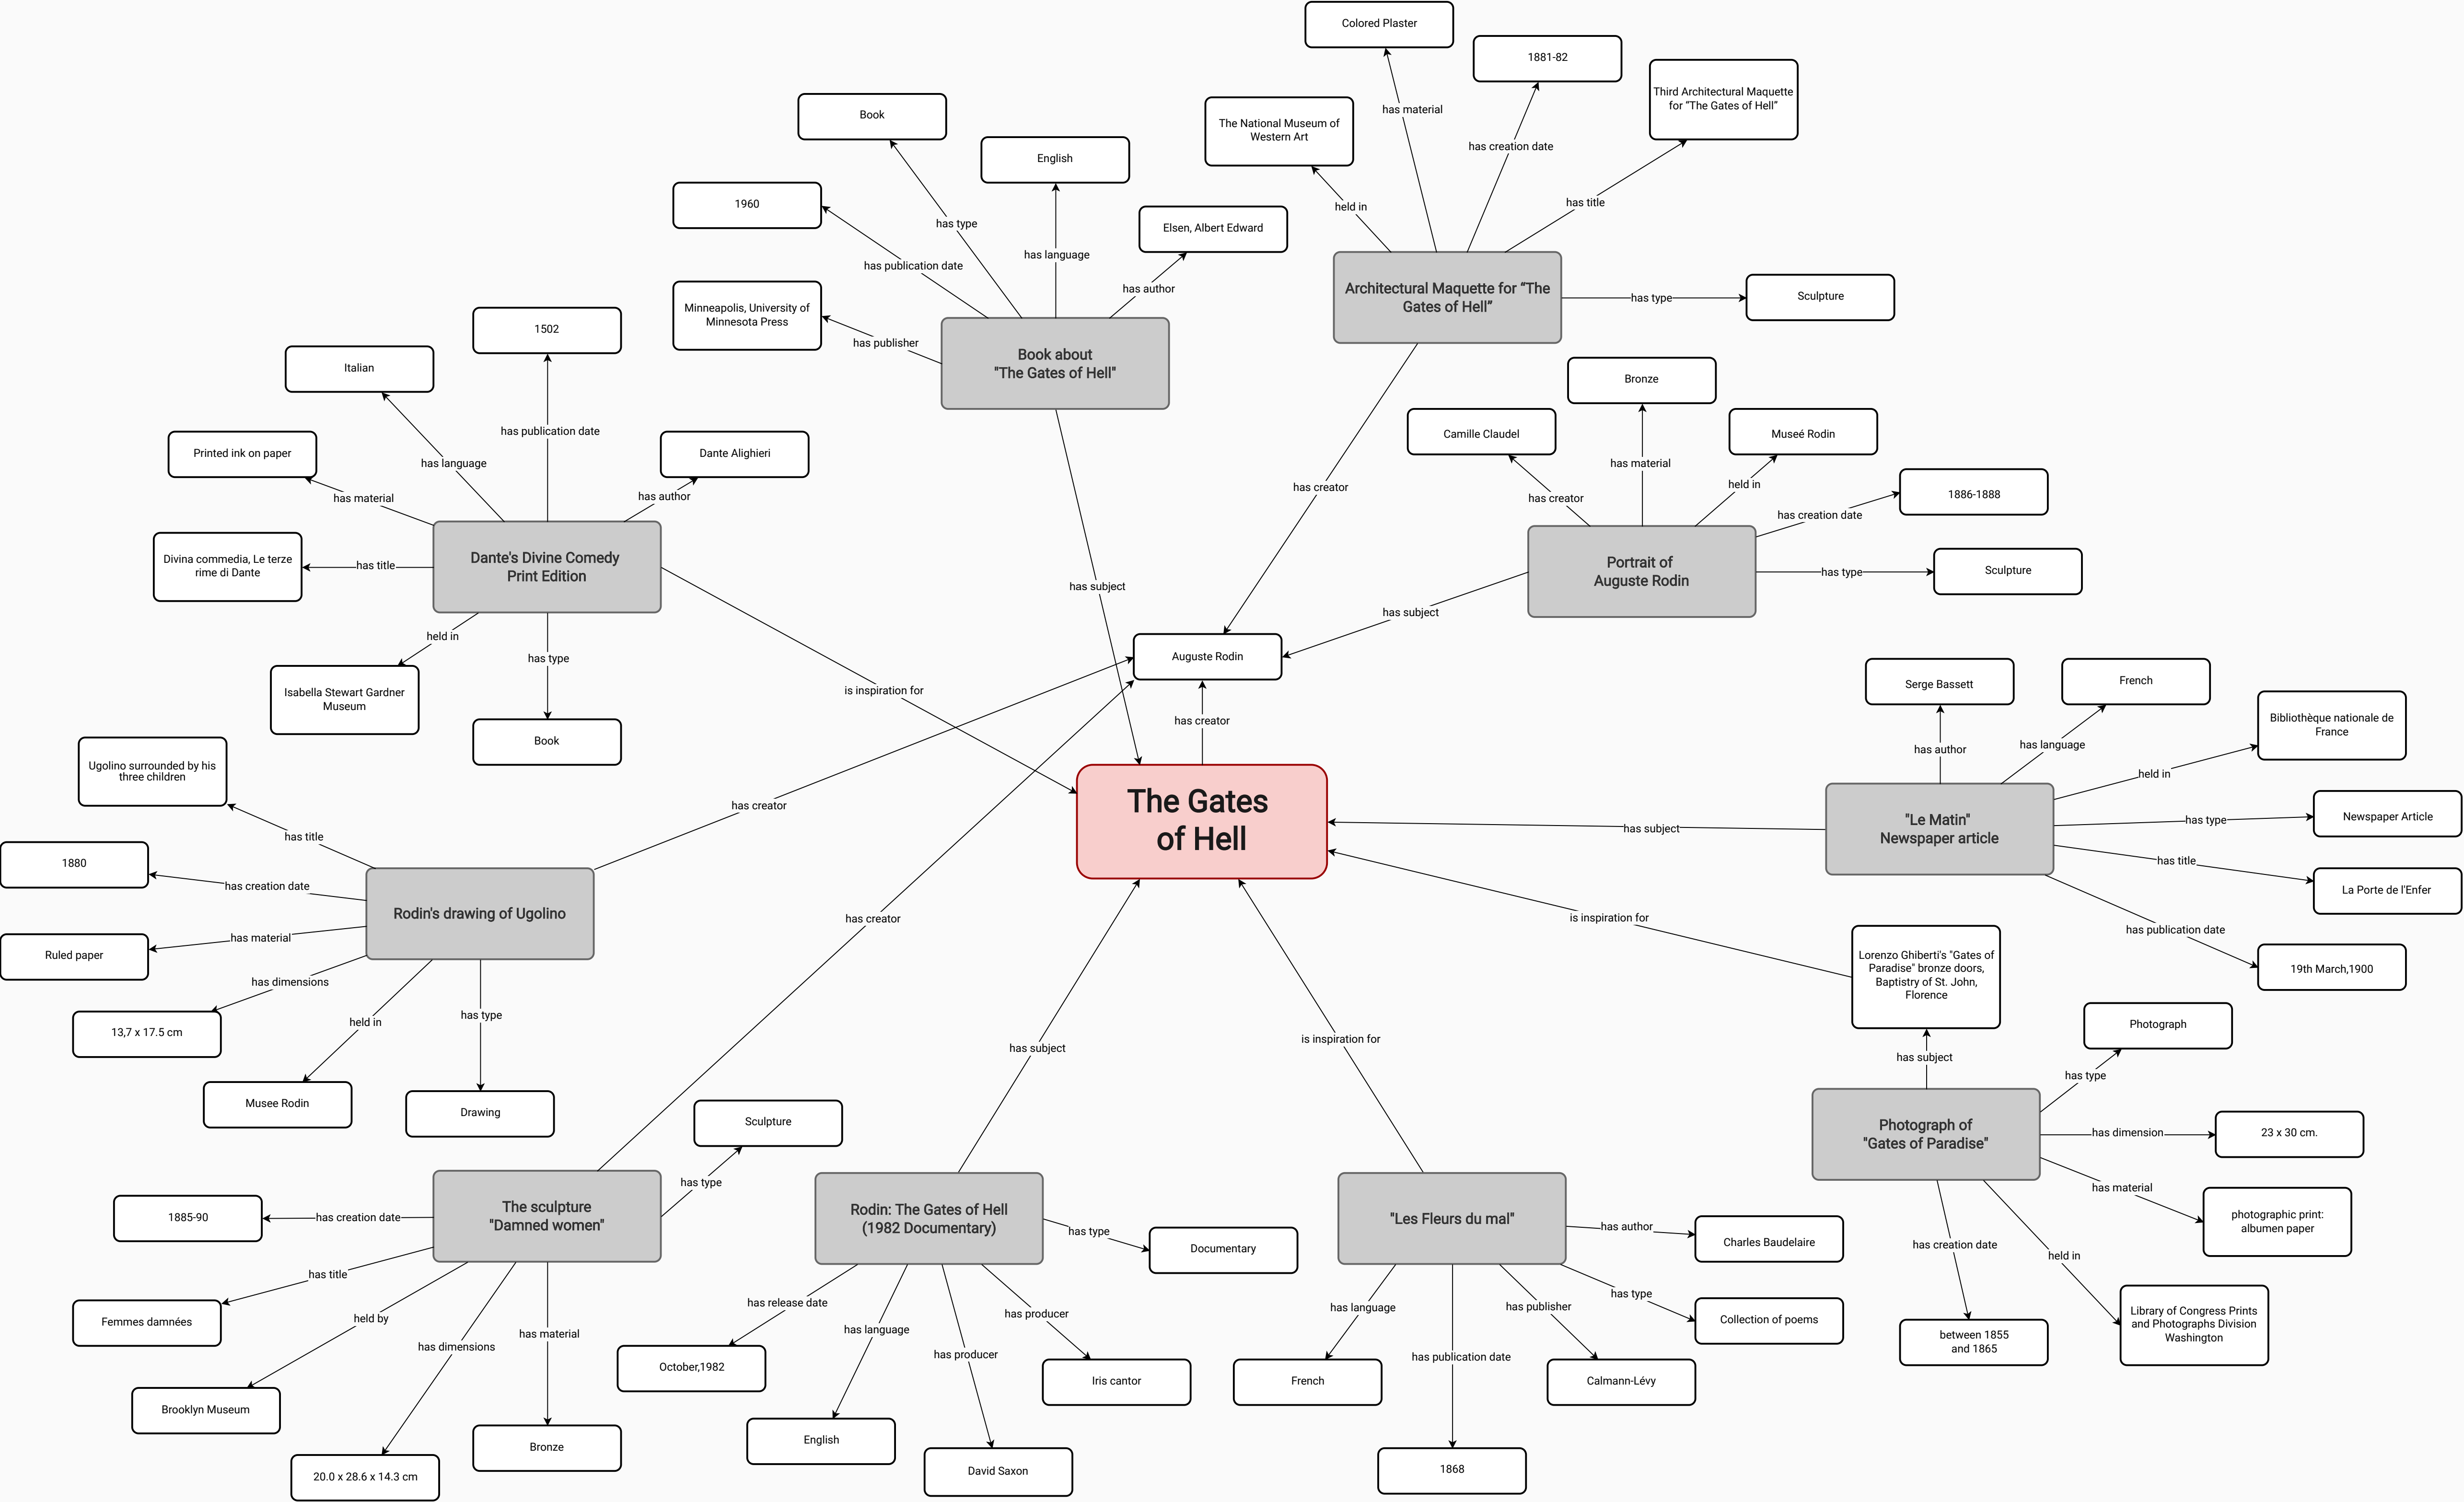 Colored Plaster
1881-82
Third Architectural Maquette
for “The Gates of Hell”
The National Museum of
Western Art
has material
has creation date
held in
has title
Architectural Maquette for “The
Gates of Hell”
has type
Sculpture
has creator
Book
English
1960
Elsen, Albert Edward
has type
has language
has publication date
has author
Minneapolis, University of
Minnesota Press
has publisher
Book about
"The Gates of Hell"
has subject
1502
Italian
Printed ink on paper
Dante Alighieri
has publication date
has language
has material
has author
Divina commedia, Le terze
rime di Dante
has title
Dante's Divine Comedy
Print Edition
held in
has type
Isabella Stewart Gardner
Museum
Book
is inspiration for
Bronze
Camille Claudel
Museé Rodin
has material
has creator
held in
1886-1888
has creation date
Portrait of
Auguste Rodin
has type
Sculpture
has subject
Auguste Rodin
has creator
The Gates
of Hell
Serge Bassett
French
Bibliothèque nationale de
France
has author
has language
held in
"Le Matin"
Newspaper article
has subject
has type
Newspaper Article
has title
La Porte de l'Enfer
has publication date
19th March,1900
Ugolino surrounded by his
three children
has title
has creator
1880
has creation date
Rodin's drawing of Ugolino
has material
Ruled paper
has dimensions
13,7 x 17.5 cm
held in
has type
Musee Rodin
Drawing
has creator
is inspiration for
Lorenzo Ghiberti's "Gates of
Paradise" bronze doors,
Baptistry of St. John,
Florence
has subject
Photograph
has type
Photograph of
"Gates of Paradise"
has dimension
23 x 30 cm.
has material
photographic print:
albumen paper
has creation date
held in
between 1855
and 1865
Library of Congress Prints
and Photographs Division
Washington
Sculpture
has type
The sculpture
"Damned women"
1885-90
has creation date
has title
Femmes damnées
held by
has dimensions
has material
Brooklyn Museum
20.0 x 28.6 x 14.3 cm
Bronze
has subject
Rodin: The Gates of Hell
(1982 Documentary)
has type
Documentary
has release date
has language
has producer
has producer
October,1982
English
David Saxon
Iris cantor
is inspiration for
"Les Fleurs du mal"
has author
Charles Baudelaire
has type
Collection of poems
has language
has publication date
has publisher
French
1868
Calmann-Lévy